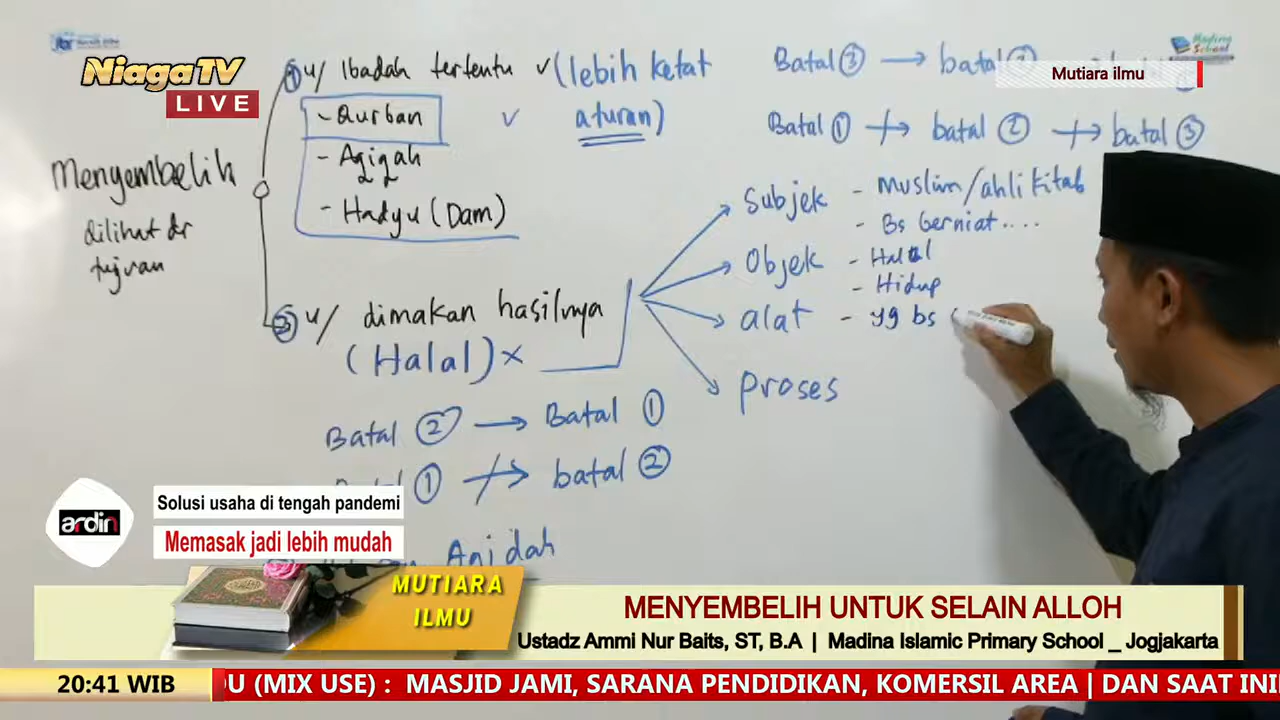 NiagaTV
LIVE
Mutiara ilmu
Menyembelih
dilihat dr
tujuan
① u/ Ibadah tertentu ✓ (lebih ketat
aturan)
- Qurban ✓
- Aqiqah
- Hadyu (Dam)
② u/ dimakan hasilnya
(Halal) ×
Batal ② → Batal ①
① ↛ batal ②
Aqidah
Batal ③ → batal
Batal ① ↛ batal ② ↛ batal ③
Subjek - Muslim/ahli kitab
- Bs berniat....
Objek - Halal
- Hidup
alat - yg bs
proses
ardin
Solusi usaha di tengah pandemi
Memasak jadi lebih mudah
MUTIARA
ILMU
MENYEMBELIH UNTUK SELAIN ALLOH
Ustadz Ammi Nur Baits, ST, B.A | Madina Islamic Primary School _ Jogjakarta
20:41 WIB
(MIX USE) : MASJID JAMI, SARANA PENDIDIKAN, KOMERSIL AREA | DAN SAAT INI